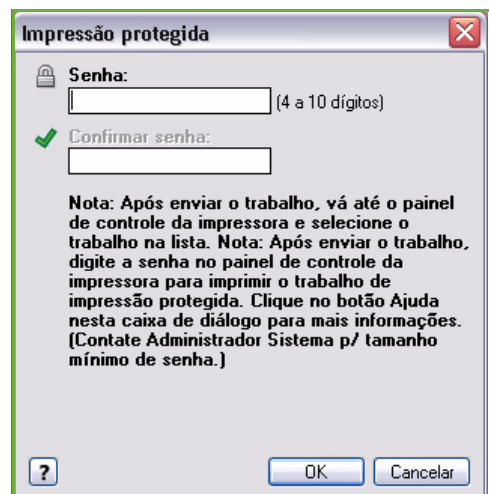 Impressão protegida
Senha:
(4 a 10 dígitos)
Confirmar senha:
Nota: Após enviar o trabalho, vá até o painel
de controle da impressora e selecione o
trabalho na lista. Nota: Após enviar o trabalho,
digite a senha no painel de controle da
impressora para imprimir o trabalho de
impressão protegida. Clique no botão Ajuda
nesta caixa de diálogo para mais informações.
(Contate Administrador Sistema p/ tamanho
mínimo de senha.)
? OK Cancelar